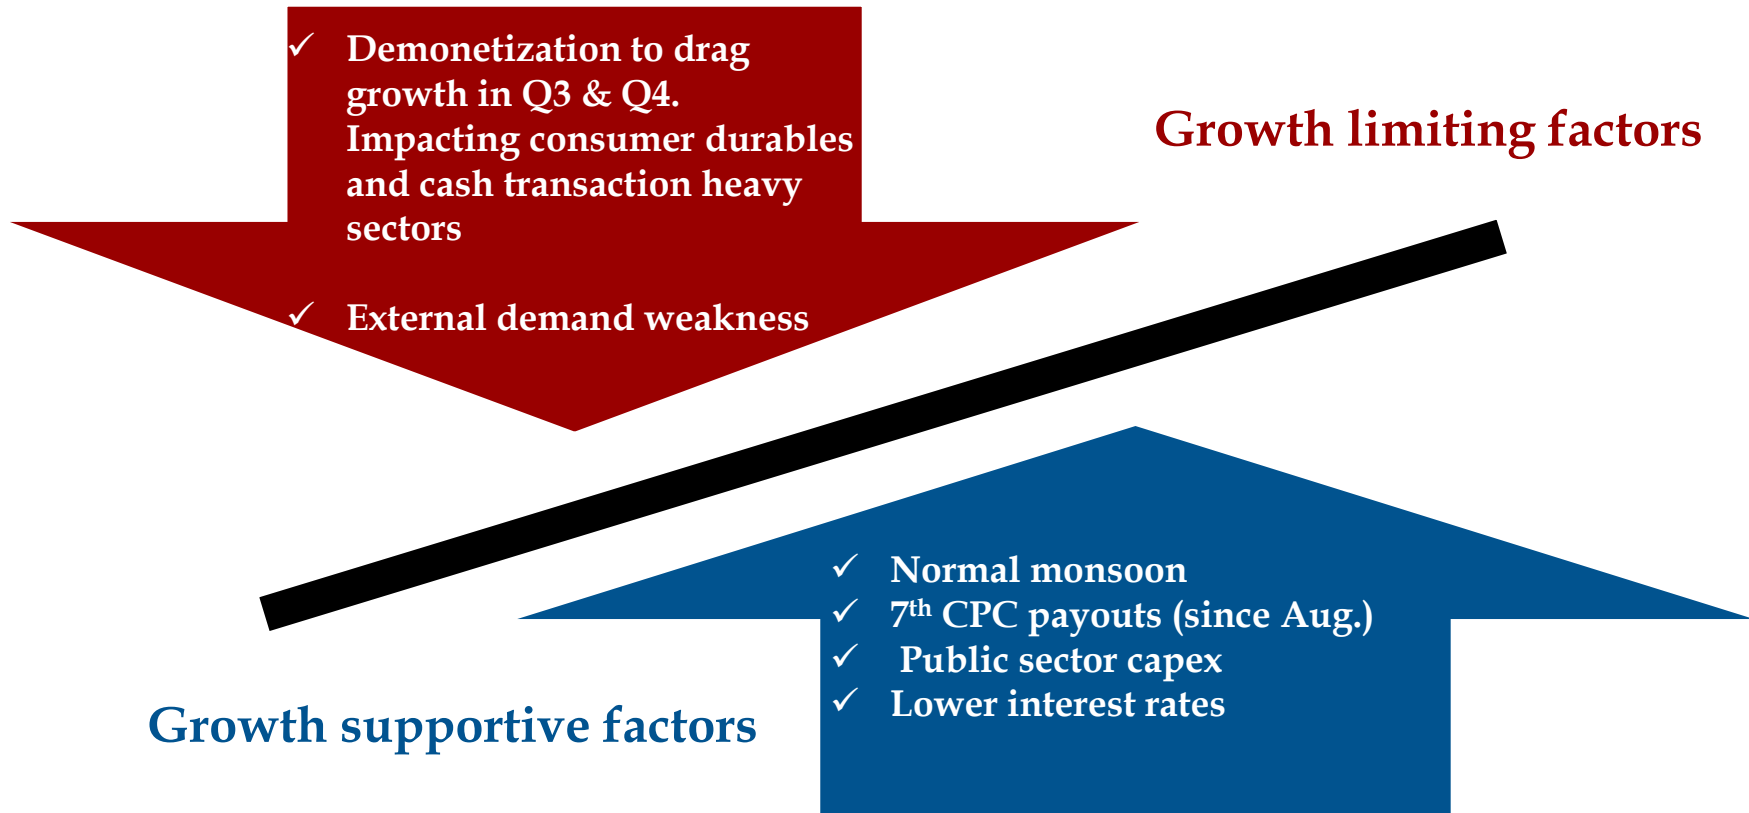 ✓ Demonetization to drag
growth in Q3 & Q4.
Impacting consumer durables
and cash transaction heavy
sectors
✓ External demand weakness
Growth limiting factors
✓ Normal monsoon
✓ 7th CPC payouts (since Aug.)
✓ Public sector capex
✓ Lower interest rates
Growth supportive factors